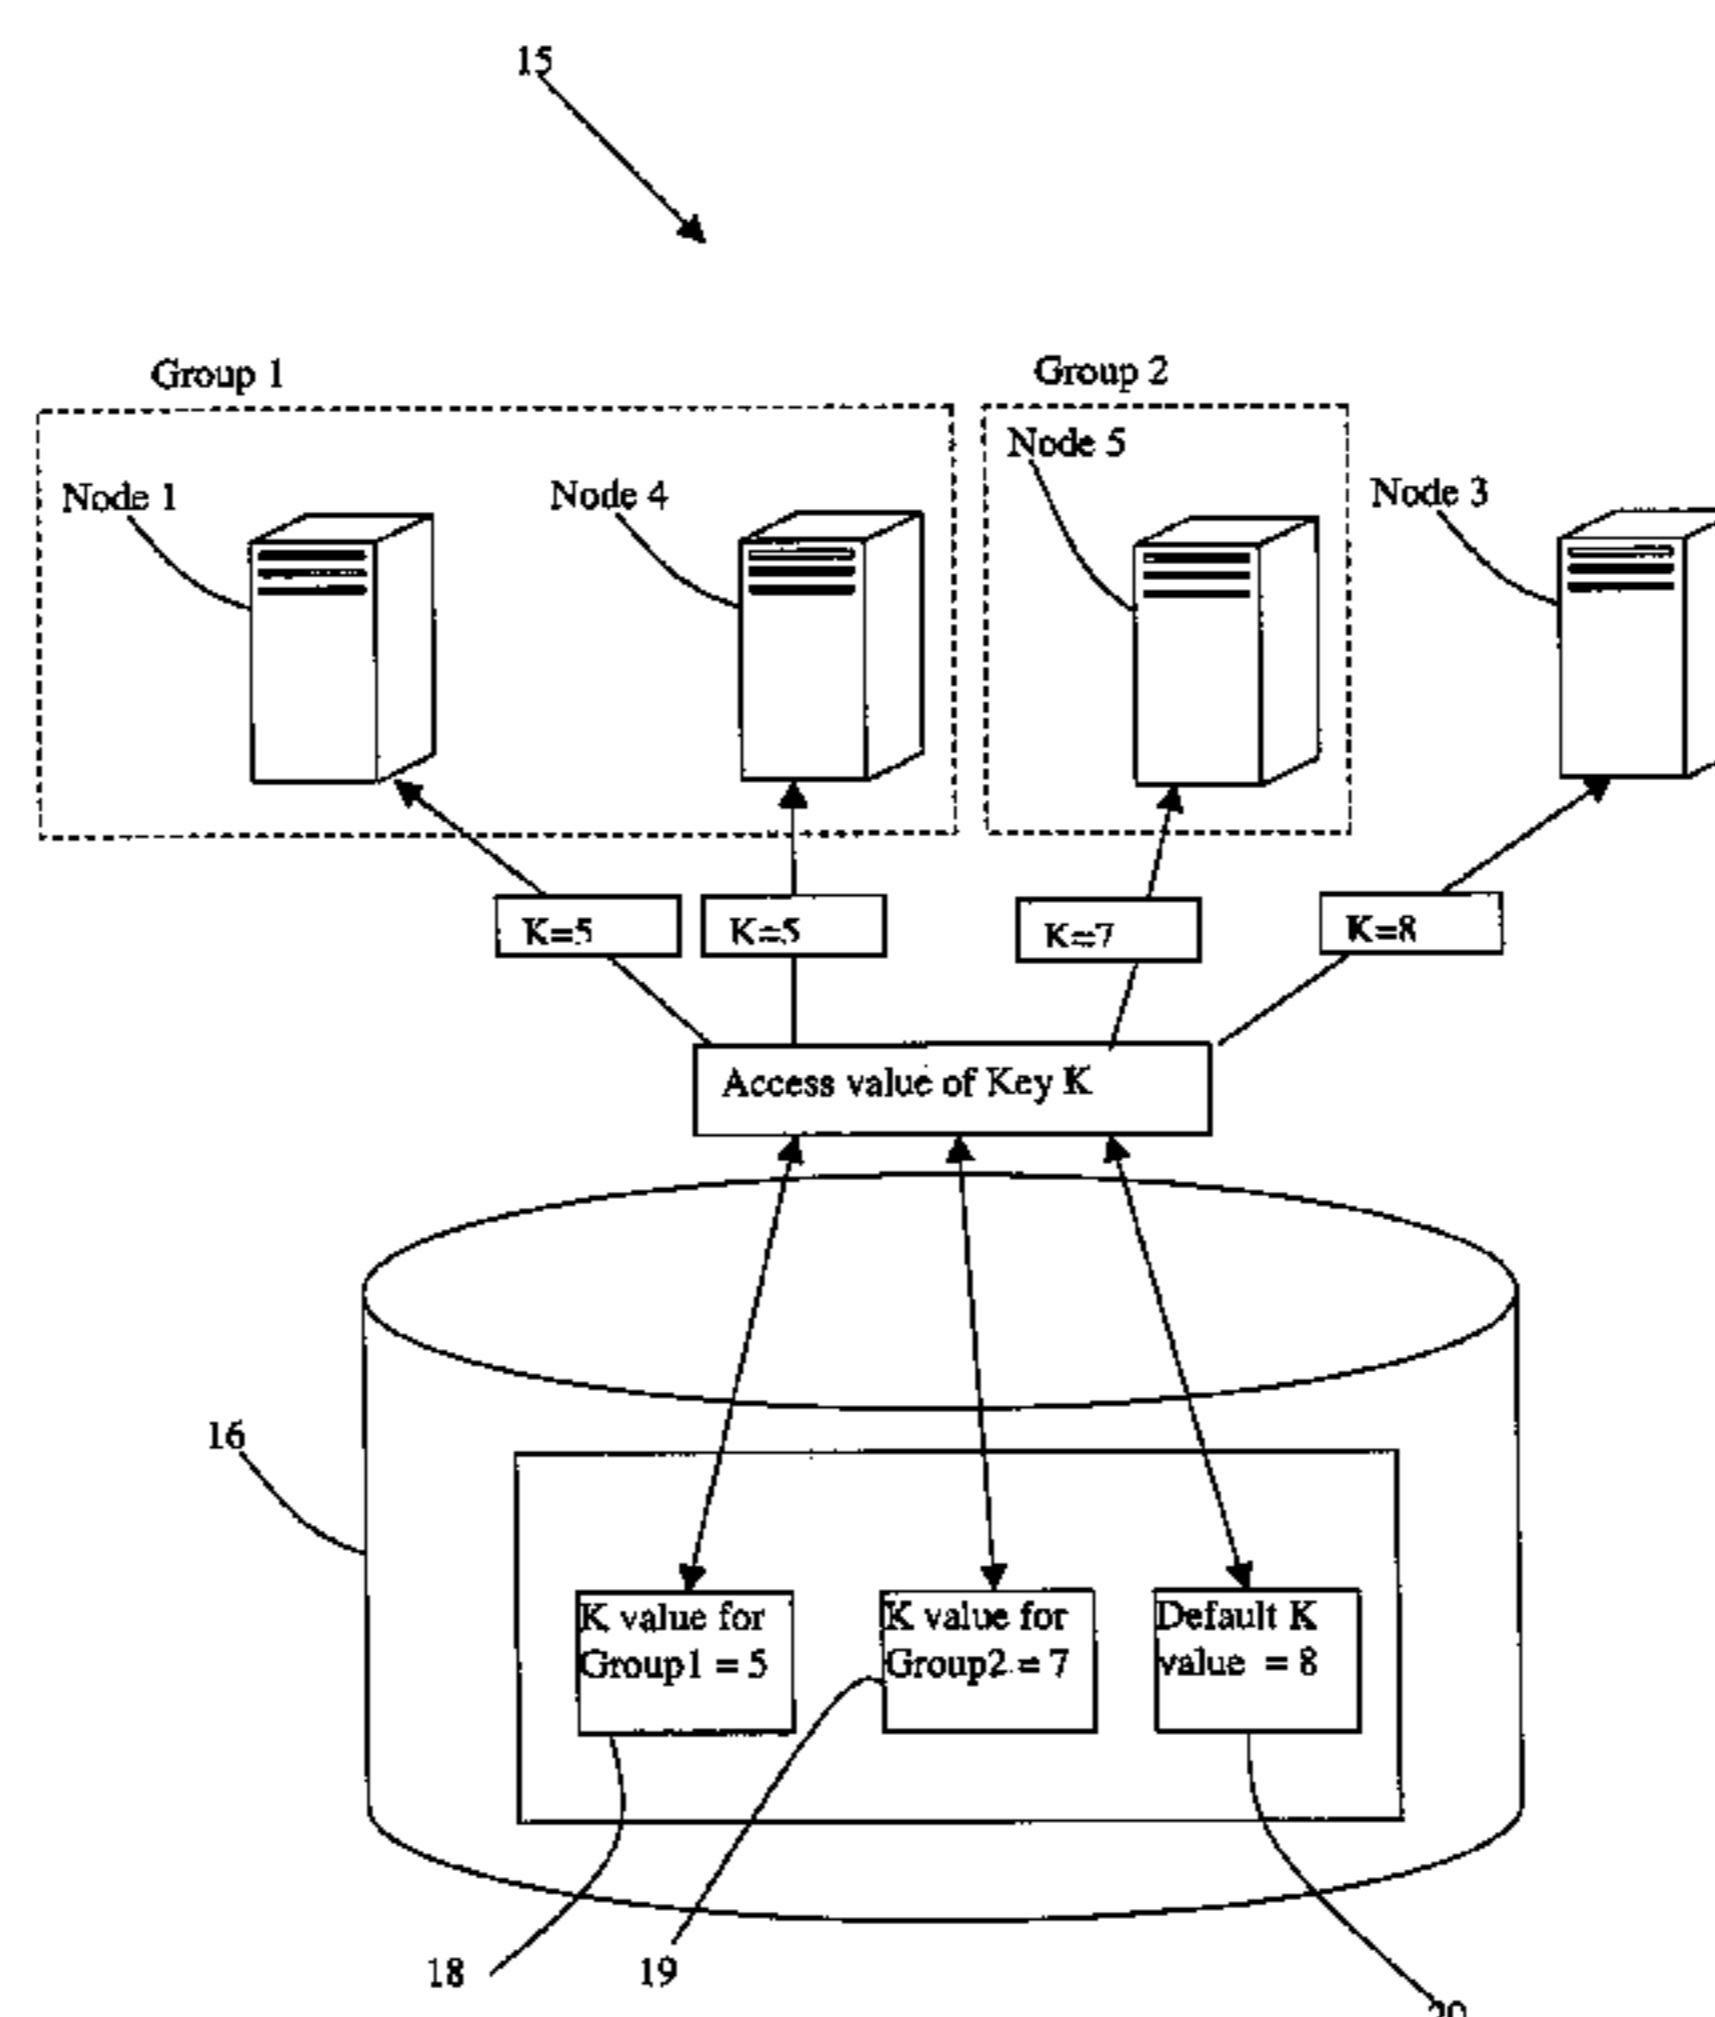 15
Group 1
Group 2
Node 1
Node 4
Node 5
Node 3
K=5
K=5
K=7
K=8
Access value of Key K
16
K value for
Group1 = 5
K value for
Group2 = 7
Default K
value = 8
18
19